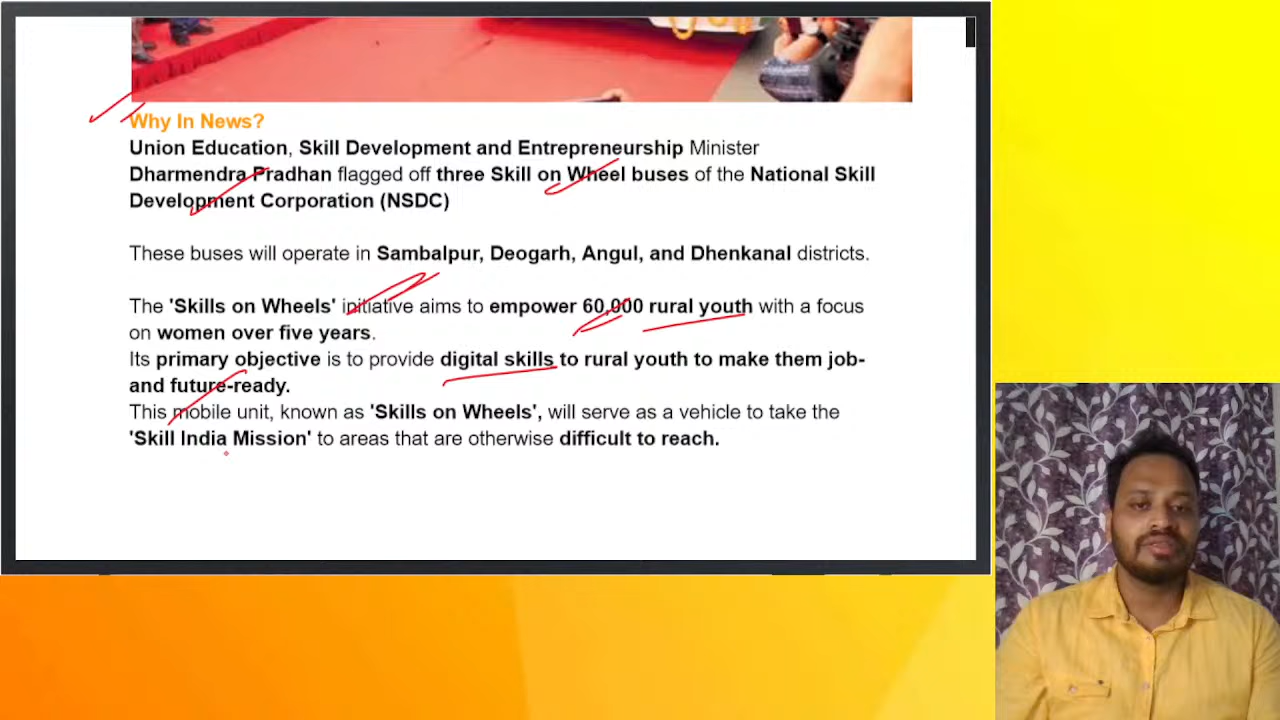 Why In News?
Union Education, Skill Development and Entrepreneurship Minister
Dharmendra Pradhan flagged off three Skill on Wheel buses of the National Skill
Development Corporation (NSDC)
These buses will operate in Sambalpur, Deogarh, Angul, and Dhenkanal districts.
The 'Skills on Wheels' initiative aims to empower 60,000 rural youth with a focus
on women over five years.
Its primary objective is to provide digital skills to rural youth to make them job-
and future-ready.
This mobile unit, known as 'Skills on Wheels', will serve as a vehicle to take the
'Skill India Mission' to areas that are otherwise difficult to reach.